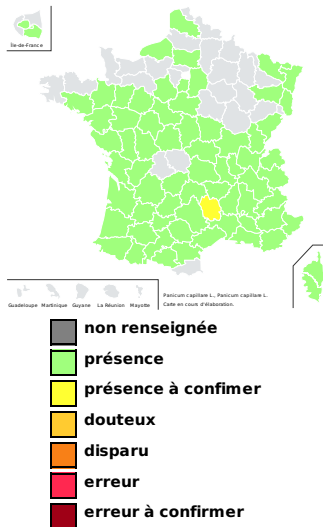 Île-de-France
Guadeloupe Martinique Guyane La Réunion Mayotte
Panicum capillare L., Panicum capillare L.
Carte en cours d'élaboration.
non renseignée
présence
présence à confimer
douteux
disparu
erreur
erreur à confirmer